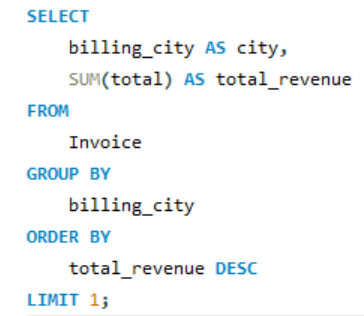 SELECT
    billing_city AS city,
    SUM(total) AS total_revenue
FROM
    Invoice
GROUP BY
    billing_city
ORDER BY
    total_revenue DESC
LIMIT 1;